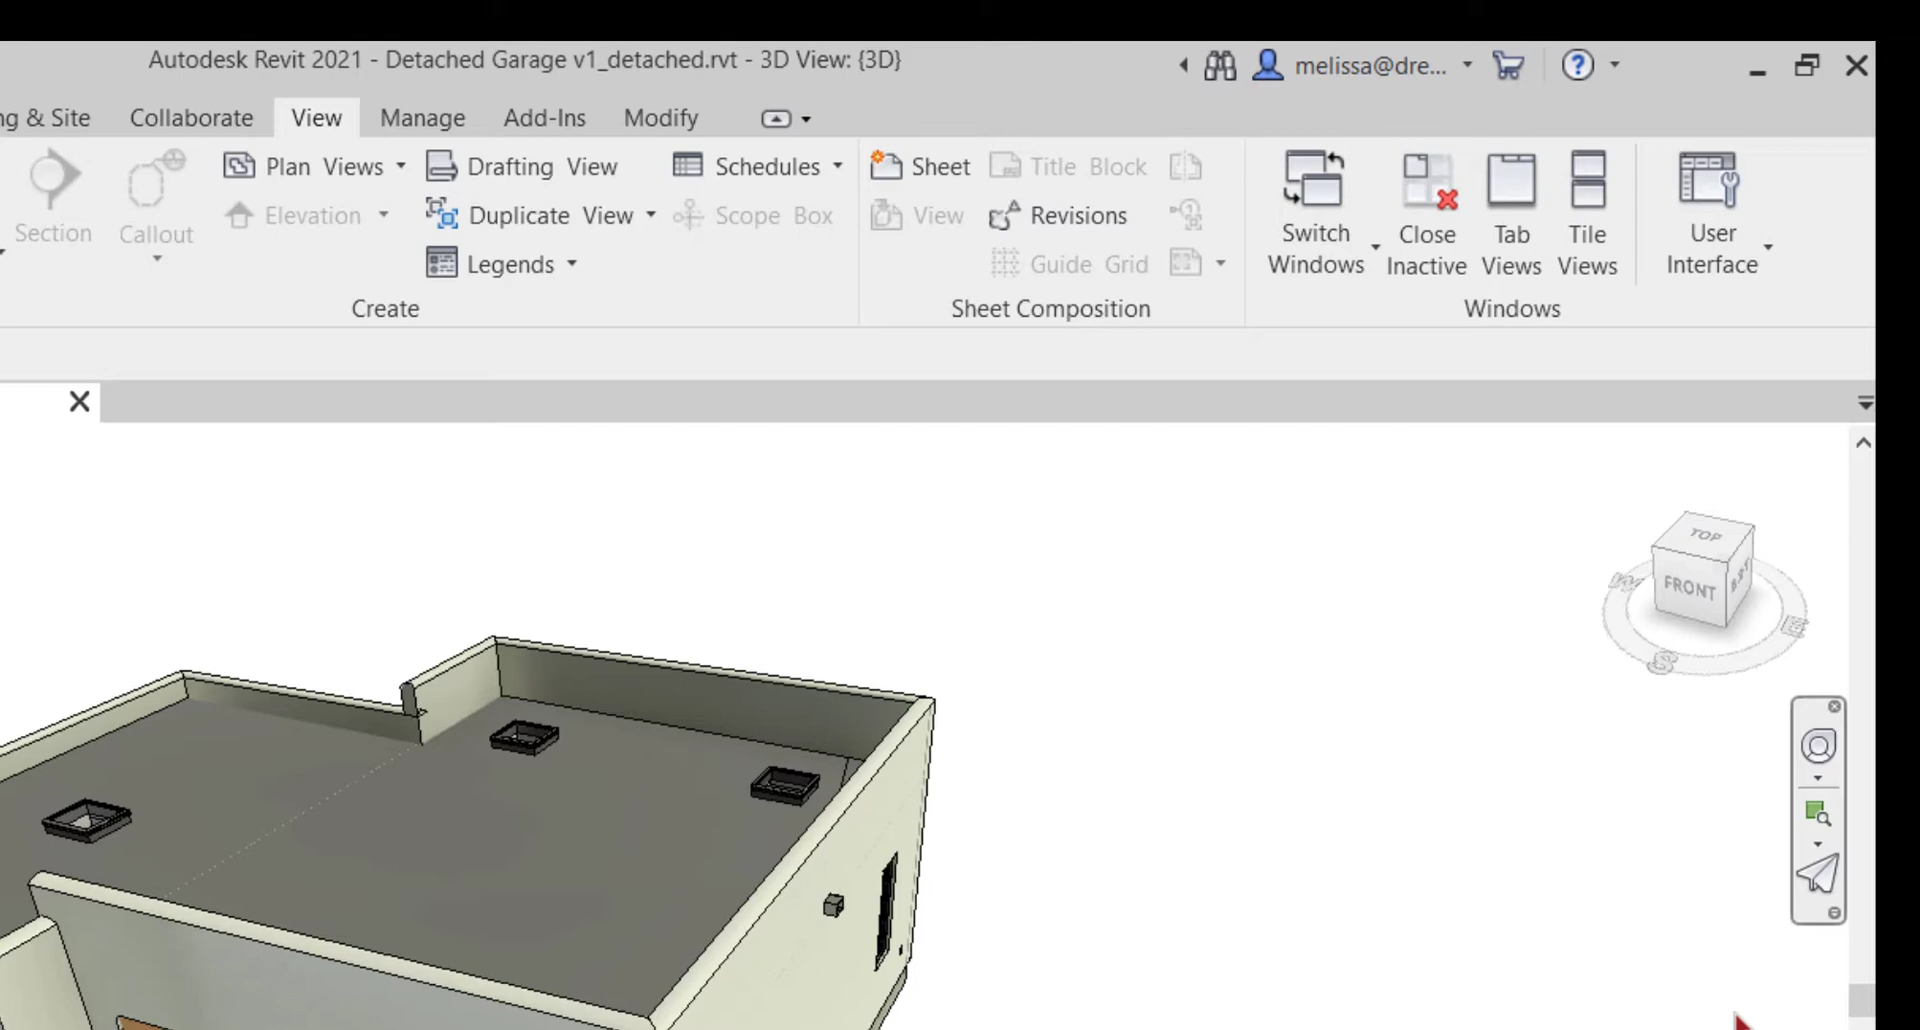 Autodesk Revit 2021 - Detached Garage v1_detached.rvt - 3D View: {3D}
melissa@dre...
ng & Site
Collaborate
View
Manage
Add-Ins
Modify
Section
Callout
Plan Views
Elevation
Drafting View
Duplicate View
Legends
Schedules
Scope Box
Create
Sheet
View
Title Block
Revisions
Guide Grid
Sheet Composition
Switch
Windows
Close
Inactive
Tab
Views
Tile
Views
User
Interface
Windows
TOP
FRONT
W
S
E